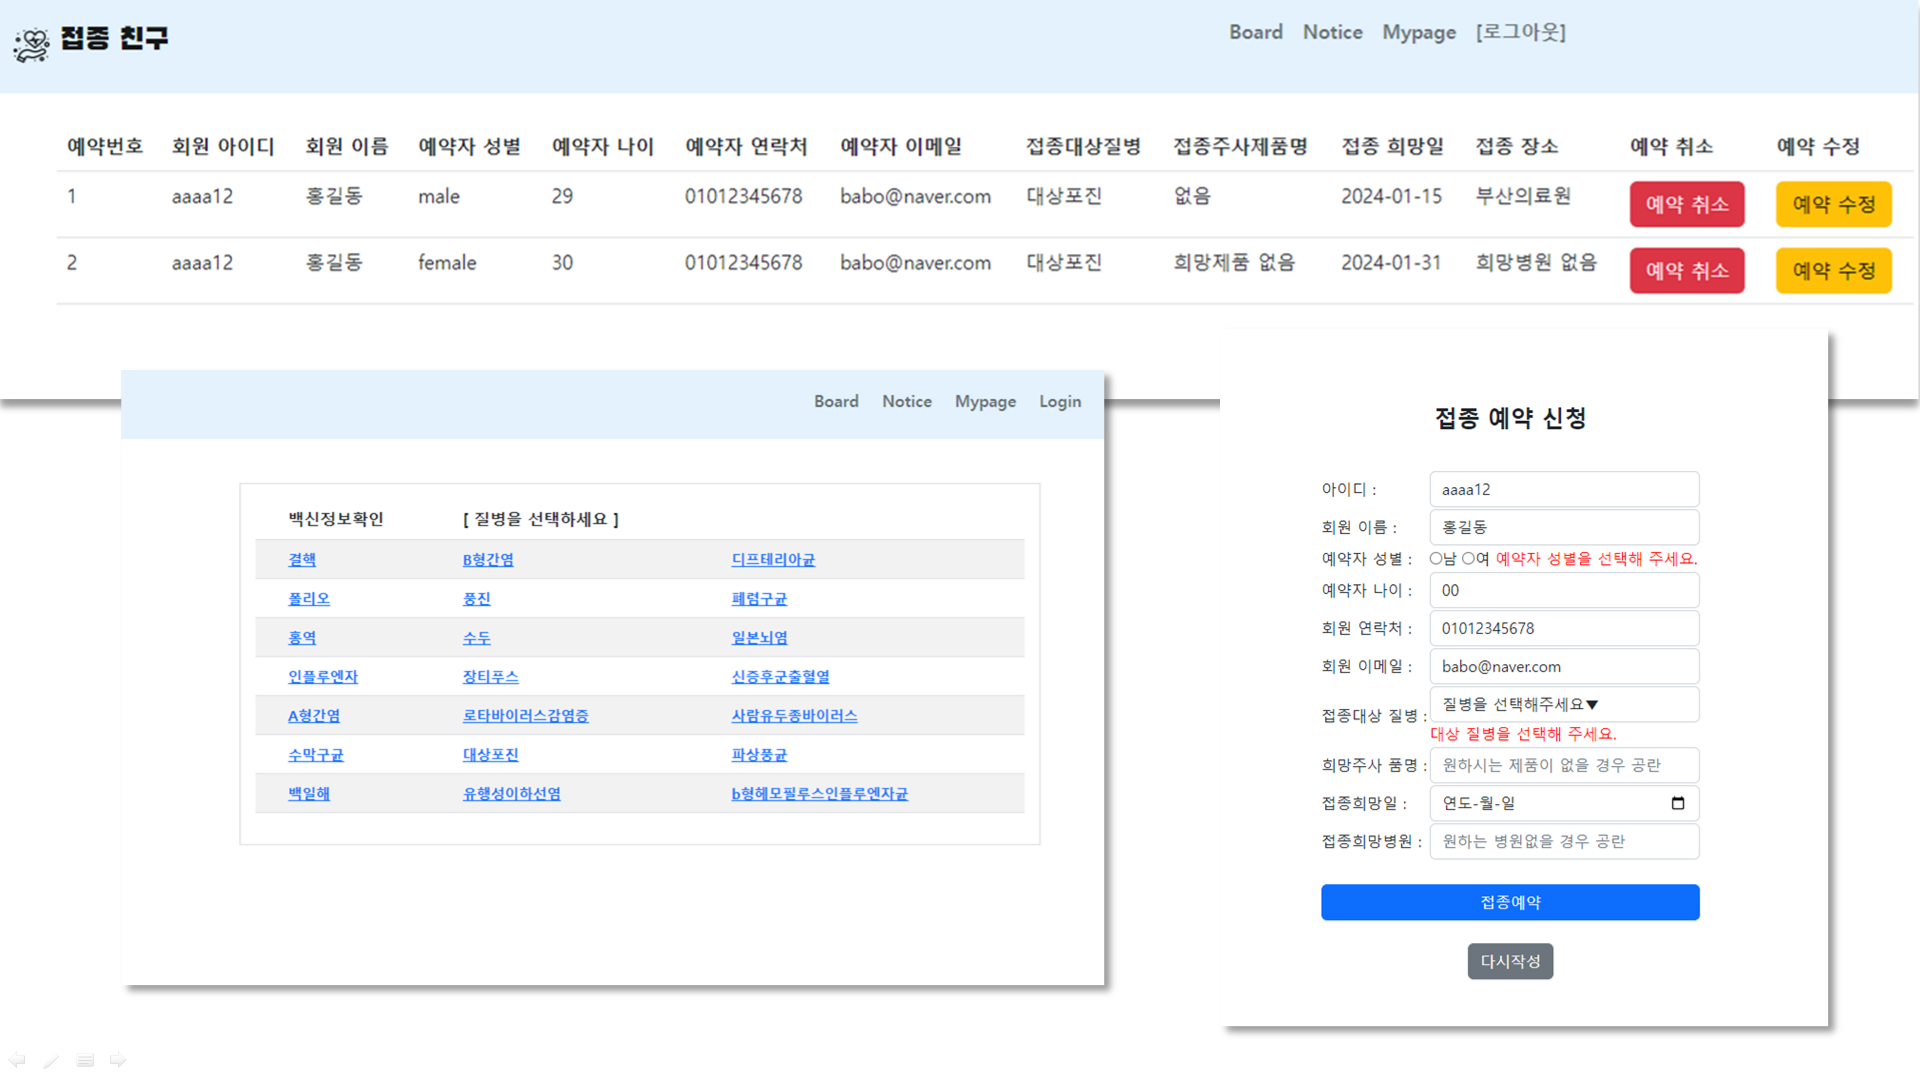 접종 친구
Board Notice Mypage [로그아웃]
예약번호 회원 아이디 회원 이름 예약자 성별 예약자 나이 예약자 연락처 예약자 이메일 접종대상질병 접종주사제품명 접종 희망일 접종 장소 예약 취소 예약 수정
1 aaaa12 홍길동 male 29 01012345678 babo@naver.com 대상포진 없음 2024-01-15 부산의료원 예약 취소 예약 수정
2 aaaa12 홍길동 female 30 01012345678 babo@naver.com 대상포진 희망제품 없음 2024-01-31 희망병원 없음 예약 취소 예약 수정
Board Notice Mypage Login
백신정보확인 [ 질병을 선택하세요 ]
결핵 B형간염 디프테리아균
폴리오 풍진 폐렴구균
홍역 수두 일본뇌염
인플루엔자 장티푸스 신증후군출혈열
A형간염 로타바이러스감염증 사람유두종바이러스
수막구균 대상포진 파상풍균
백일해 유행성이하선염 b형헤모필루스인플루엔자균
접종 예약 신청
아이디 : aaaa12
회원 이름 : 홍길동
예약자 성별 : 남 여 예약자 성별을 선택해 주세요.
예약자 나이 : 00
회원 연락처 : 01012345678
회원 이메일 : babo@naver.com
접종대상 질병 : 질병을 선택해주세요▼
대상 질병을 선택해 주세요.
희망주사 품명 : 원하시는 제품이 없을 경우 공란
접종희망일 : 연도-월-일
접종희망병원 : 원하는 병원없을 경우 공란
접종예약
다시작성